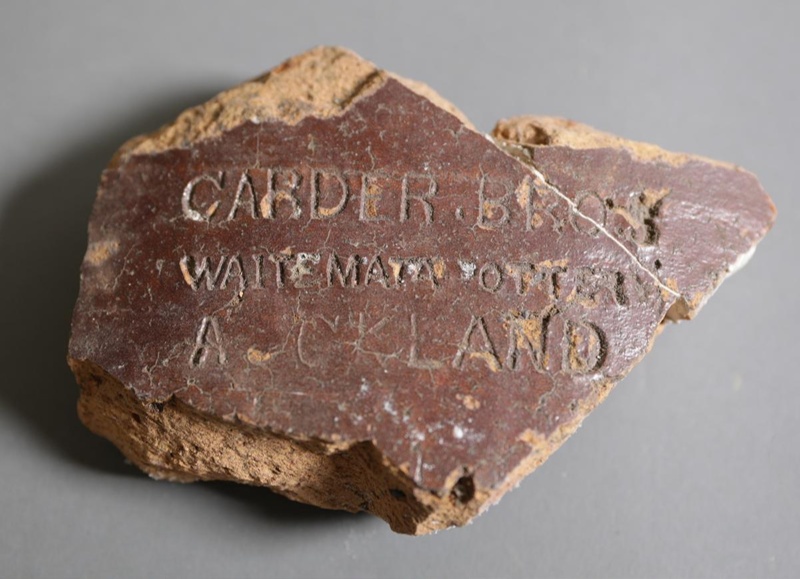 CARDER. BROS
WAITEMATA POTTERY
AUCKLAND